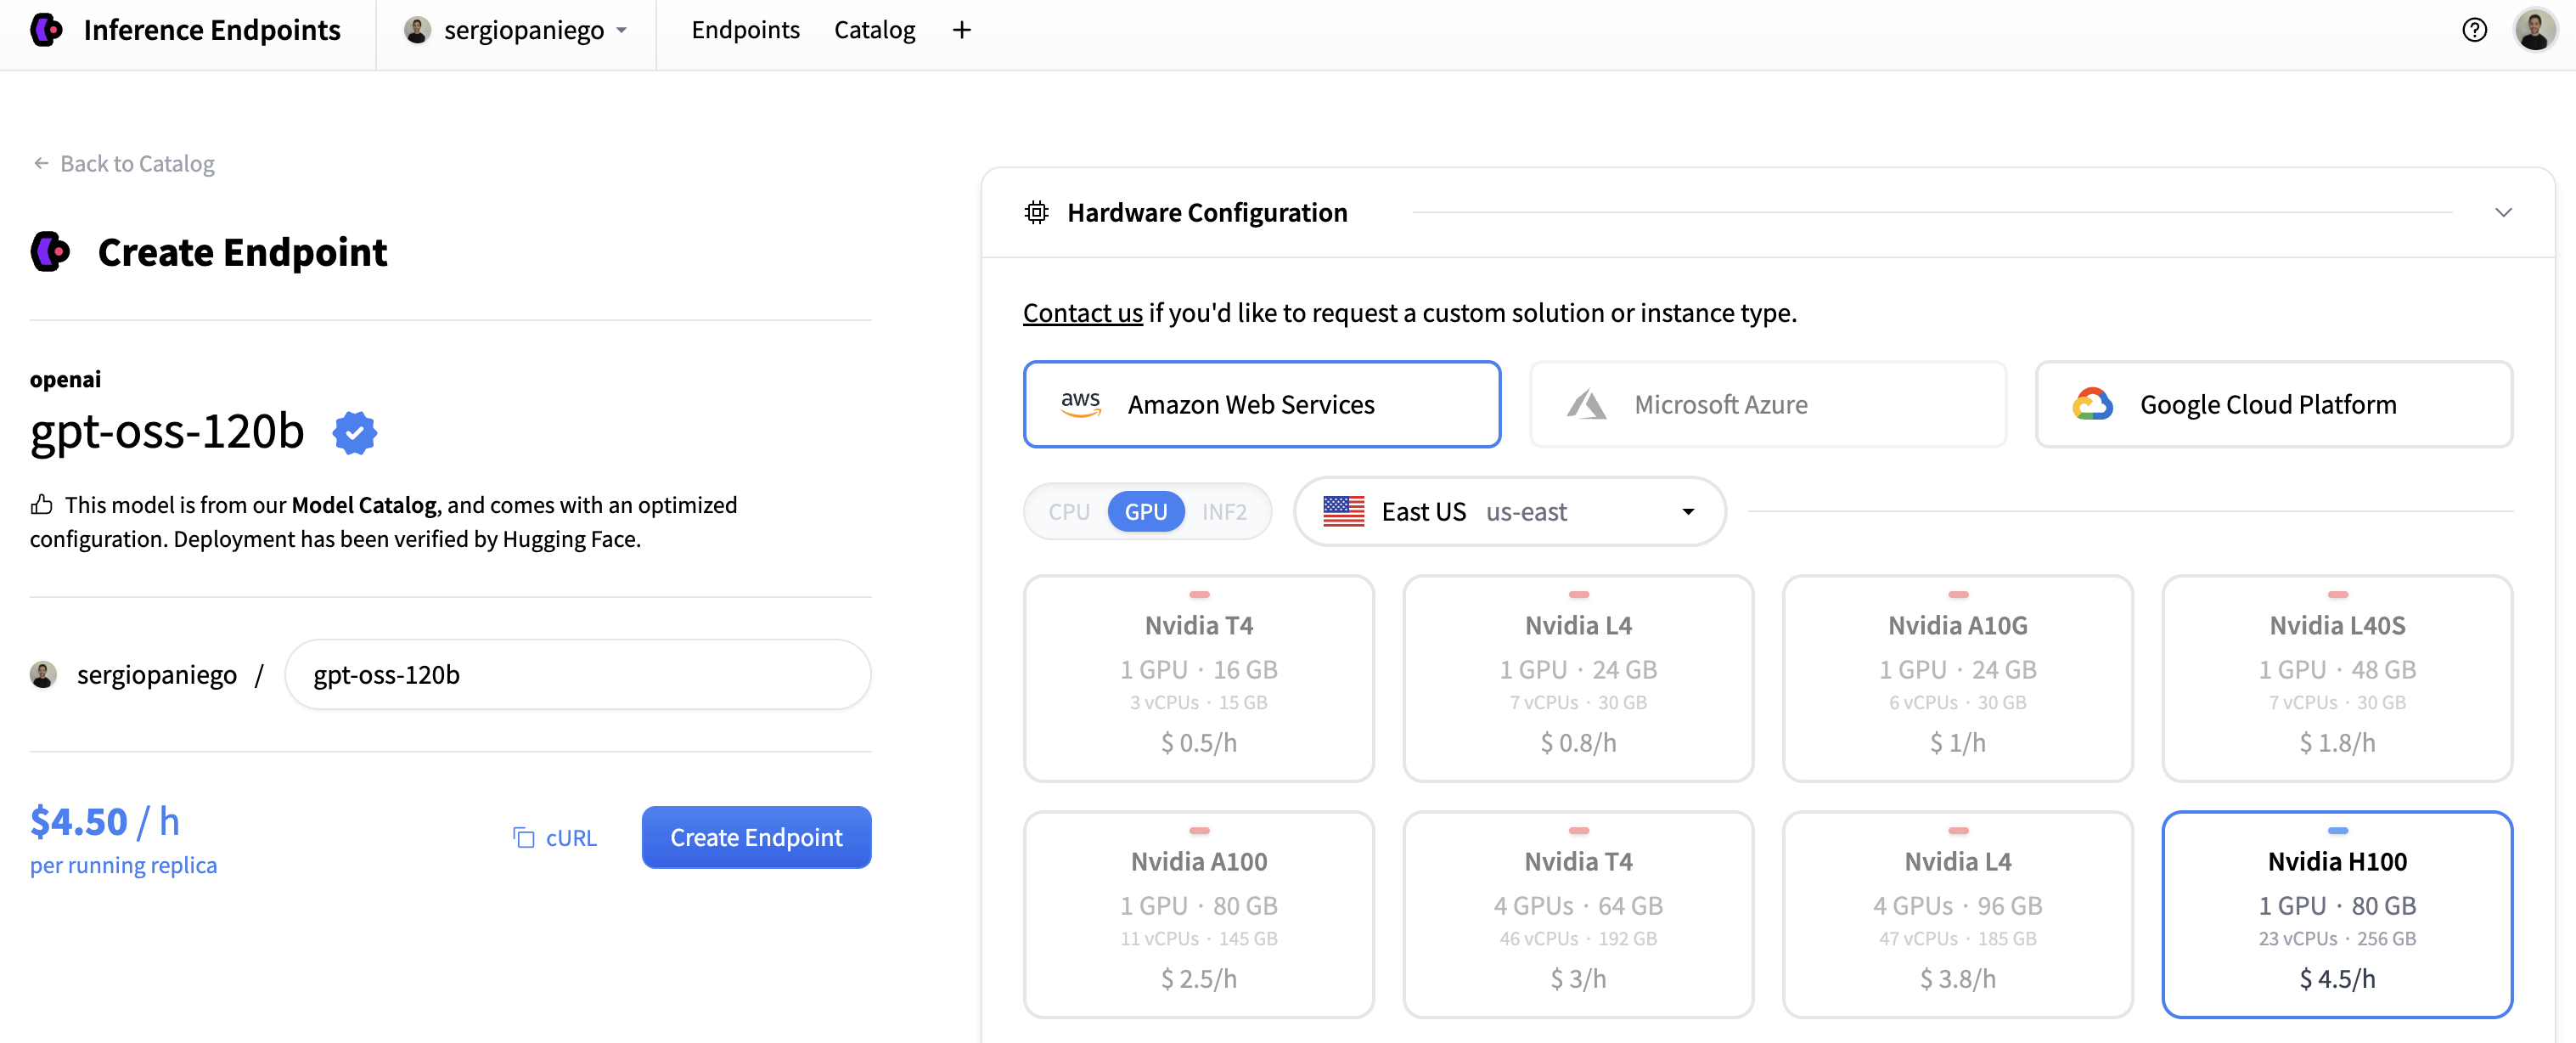 Inference Endpoints
sergiopaniego
Endpoints
Catalog
+
← Back to Catalog
Create Endpoint
openai
gpt-oss-120b
This model is from our Model Catalog, and comes with an optimized
configuration. Deployment has been verified by Hugging Face.
sergiopaniego / gpt-oss-120b
$4.50 / h
per running replica
cURL
Create Endpoint
Hardware Configuration
Contact us if you'd like to request a custom solution or instance type.
aws Amazon Web Services
Microsoft Azure
Google Cloud Platform
CPU GPU INF2
East US us-east
Nvidia T4
1 GPU · 16 GB
3 vCPUs · 15 GB
$ 0.5/h
Nvidia L4
1 GPU · 24 GB
7 vCPUs · 30 GB
$ 0.8/h
Nvidia A10G
1 GPU · 24 GB
6 vCPUs · 30 GB
$ 1/h
Nvidia L40S
1 GPU · 48 GB
7 vCPUs · 30 GB
$ 1.8/h
Nvidia A100
1 GPU · 80 GB
11 vCPUs · 145 GB
$ 2.5/h
Nvidia T4
4 GPUs · 64 GB
46 vCPUs · 192 GB
$ 3/h
Nvidia L4
4 GPUs · 96 GB
47 vCPUs · 185 GB
$ 3.8/h
Nvidia H100
1 GPU · 80 GB
23 vCPUs · 256 GB
$ 4.5/h